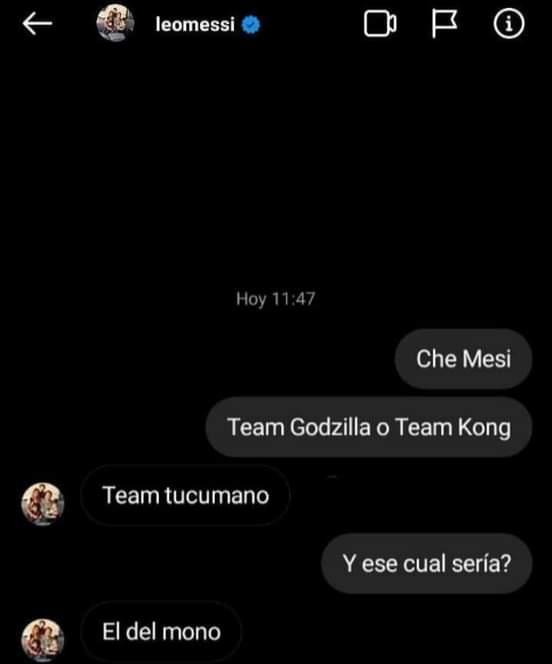 leomessi
Hoy 11:47
Che Mesi
Team Godzilla o Team Kong
Team tucumano
Y ese cual sería?
El del mono